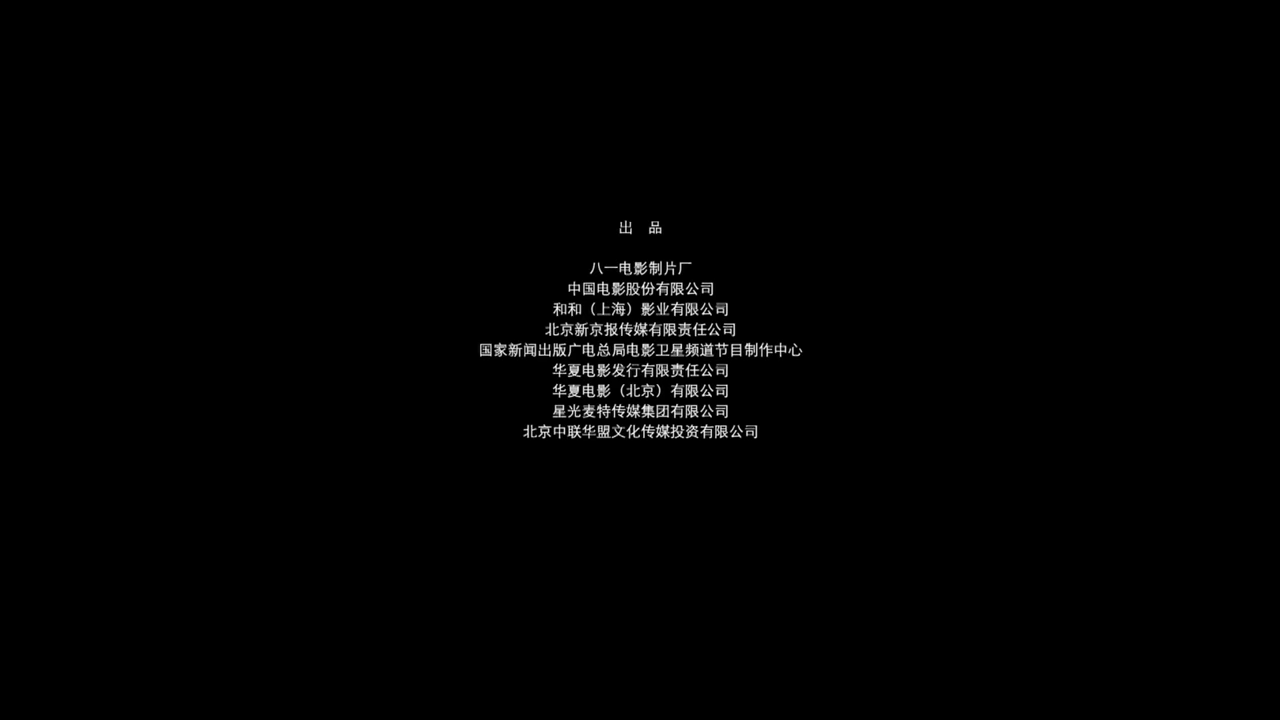 出 品
八一电影制片厂
中国电影股份有限公司
和和（上海）影业有限公司
北京新京报传媒有限责任公司
国家新闻出版广电总局电影卫星频道节目制作中心
华夏电影发行有限责任公司
华夏电影（北京）有限公司
星光麦特传媒集团有限公司
北京中联华盟文化传媒投资有限公司